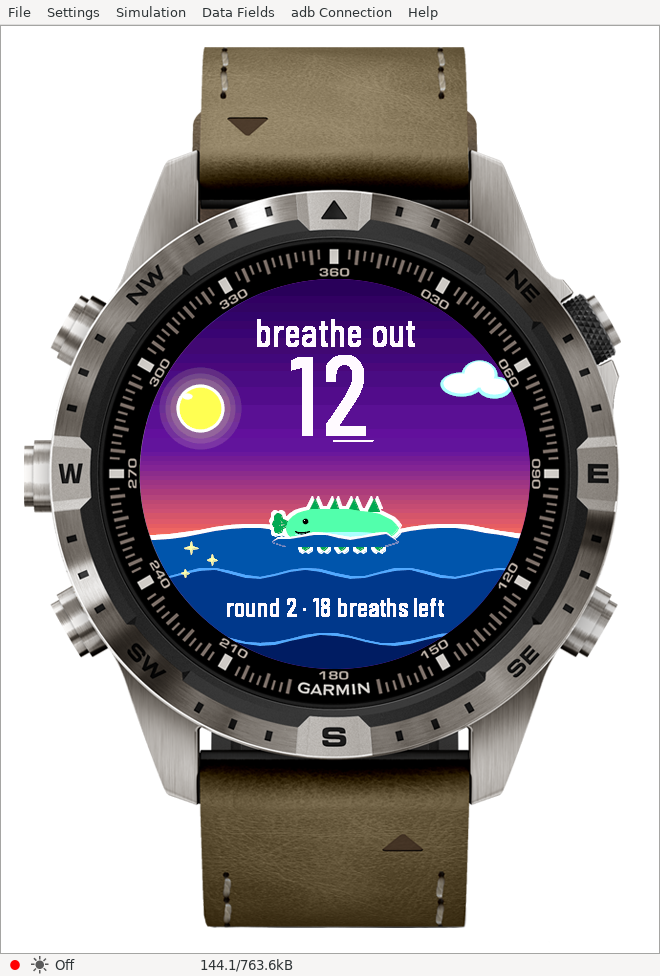 File Settings Simulation Data Fields adb Connection Help
360
330 030
NW NE
300 060
breathe out
12
W 270 090 E
240 120
round 2 · 18 breaths left
210 150
SW SE
180
GARMIN
S
Off 144.1/763.6kB